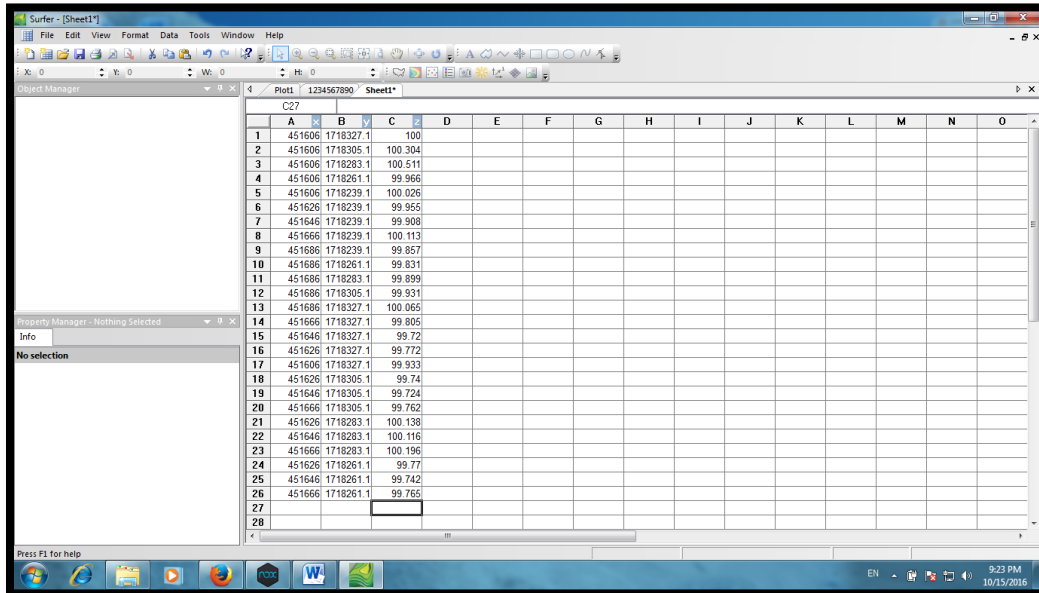 Surfer - [Sheet1*]
File Edit View Format Data Tools Window Help
X: 0 Y: 0 W: 0 H: 0
Object Manager
Plot1 1234567890 Sheet1*
C27
A x B y C z D E F G H I J K L M N O
1 451606 1718327.1 100
2 451606 1718305.1 100.304
3 451606 1718283.1 100.511
4 451606 1718261.1 99.966
5 451606 1718239.1 100.026
6 451626 1718239.1 99.955
7 451646 1718239.1 99.908
8 451666 1718239.1 100.113
9 451686 1718239.1 99.857
10 451686 1718261.1 99.831
11 451686 1718283.1 99.899
12 451686 1718305.1 99.931
13 451686 1718327.1 100.065
14 451666 1718327.1 99.805
15 451646 1718327.1 99.72
16 451626 1718327.1 99.772
17 451606 1718327.1 99.933
18 451626 1718305.1 99.74
19 451646 1718305.1 99.724
20 451666 1718305.1 99.762
21 451626 1718283.1 100.138
22 451646 1718283.1 100.116
23 451666 1718283.1 100.196
24 451626 1718261.1 99.77
25 451646 1718261.1 99.742
26 451666 1718261.1 99.765
27
28
Property Manager - Nothing Selected
Info
No selection
Press F1 for help
nox W EN 9:23 PM
10/15/2016